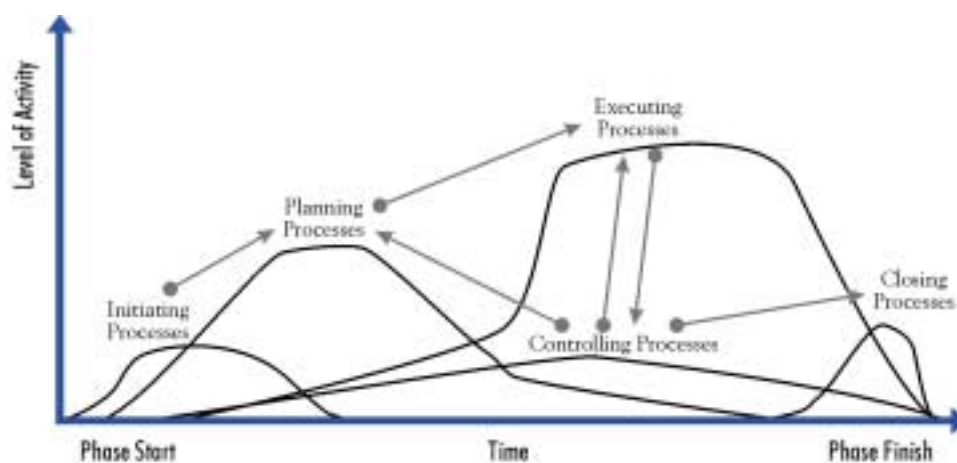 Level of Activity
Executing
Processes
Planning
Processes
Initiating
Processes
Closing
Processes
Controlling Processes
Phase Start
Time
Phase Finish